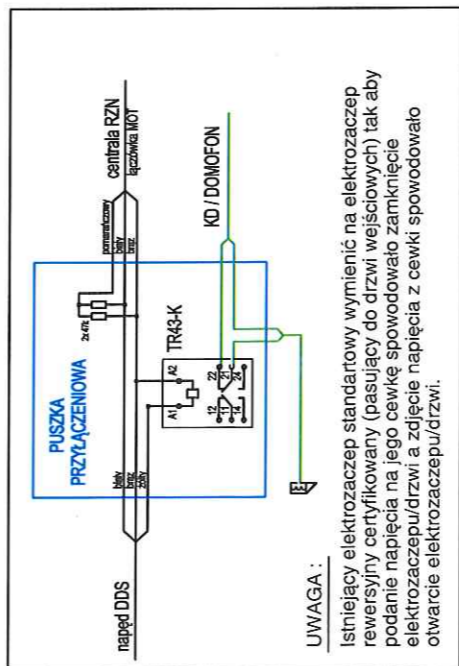 PUSZKA
PRZYŁĄCZENIOWA
napęd DDS
biały
brąz
żółty
2x47k
pomarańczowy
biały
brąz
centrala RZN
łączówka MOT
TR43-K
A1
A2
12
11
14
22
21
24
KD / DOMOFON
UWAGA :
Istniejący elektrozaczep standartowy wymienić na elektrozaczep
rewersyjny certyfikowany (pasujący do drzwi wejściowych) tak aby
podanie napięcia na jego cewkę spowodowało zamknięcie
elektrozaczepu/drzwi a zdjęcie napięcia z cewki spowodowało
otwarcie elektrozaczepu/drzwi.